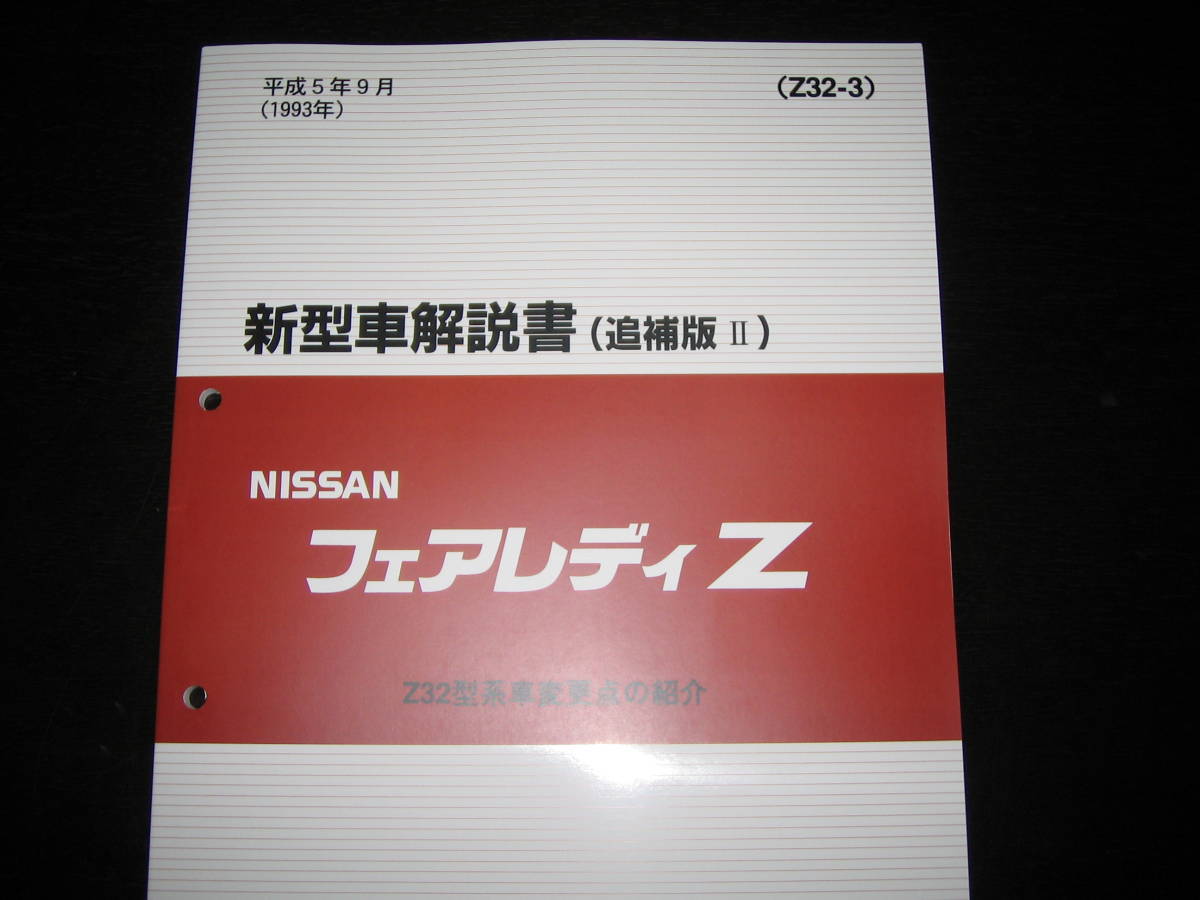 平成5年9月
(1993年)
(Z32-3)
新型車解説書(追補版Ⅱ)
NISSAN
フェアレディZ
Z32型系車変更点の紹介